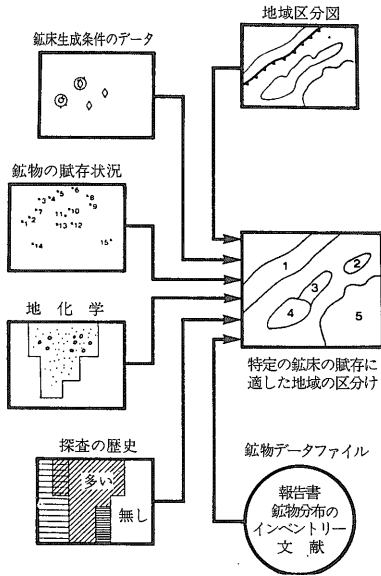 地域区分図
鉱床生成条件のデータ
鉱物の賦存状況
1
2
3
4
5
6
7
8
9
10
11
12
13
14
15
地化学
探査の歴史
多い
無し
1
2
3
4
5
特定の鉱床の賦存に
適した地域の区分け
鉱物データファイル
報告書
鉱物分布の
インベントリー
文献